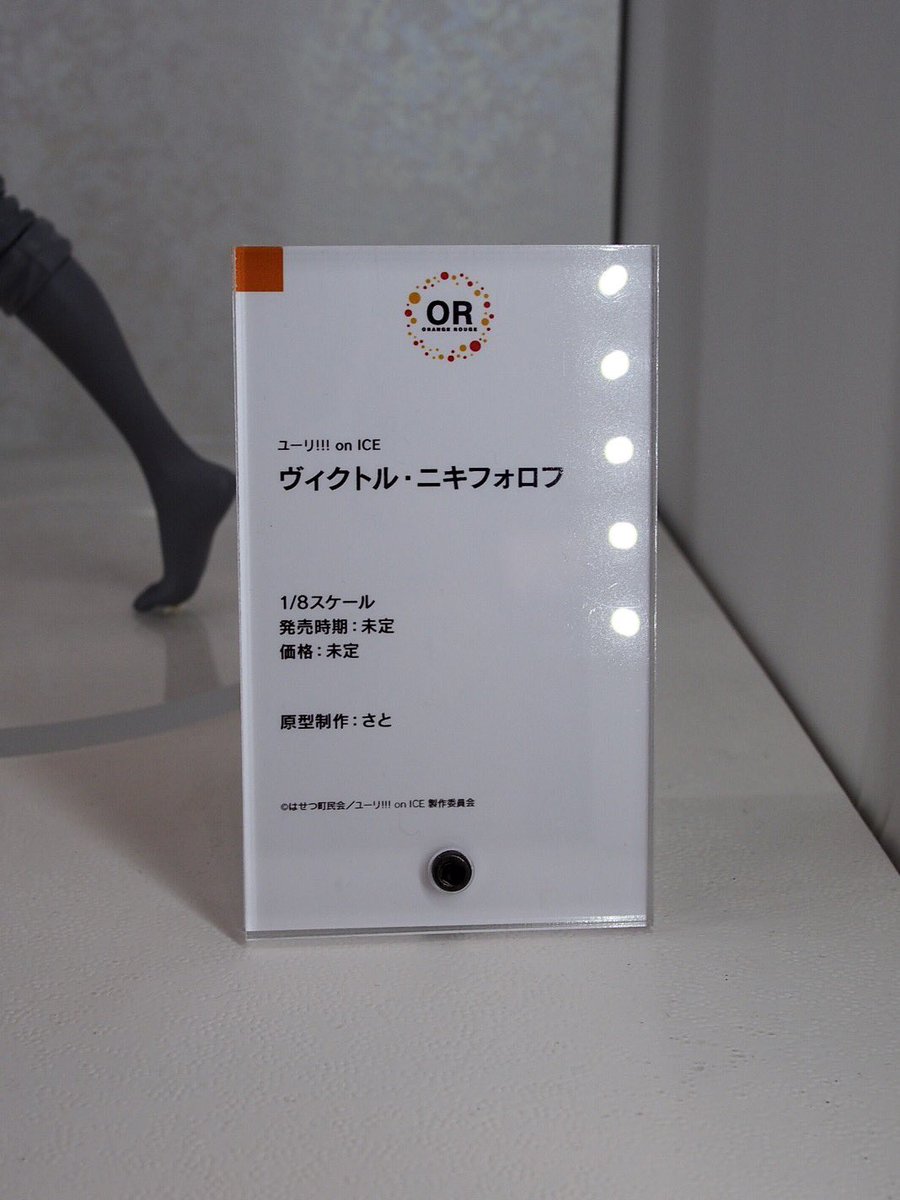 OR
ORANGE ROUGE
ユーリ!!! on ICE
ヴィクトル・ニキフォロフ
1/8スケール
発売時期：未定
価格：未定
原型制作：さと
©はせつ町民会／ユーリ!!! on ICE 製作委員会